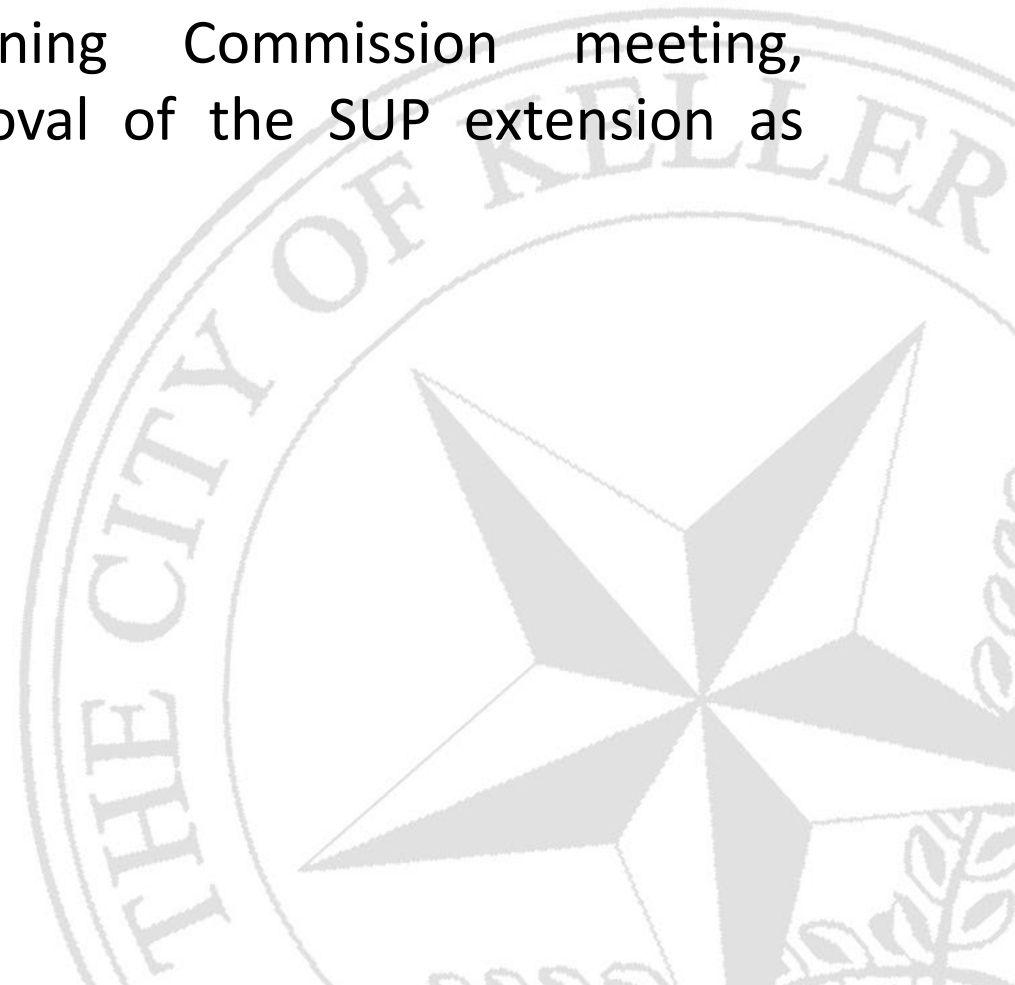 ning Commission meeting,
oval of the SUP extension as
THE CITY OF KELLER